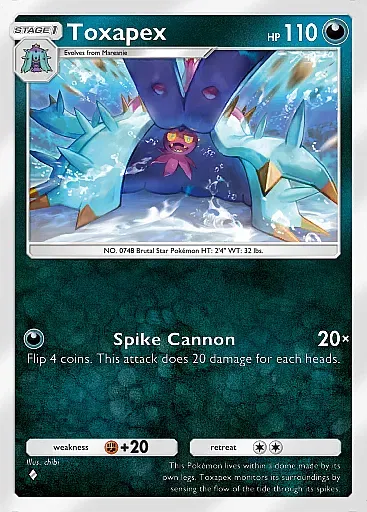 STAGE 1
Toxapex
HP 110
Evolves from Mareanie
NO. 0748 Brutal Star Pokémon HT: 2'4" WT: 32 lbs.
Spike Cannon 20×
Flip 4 coins. This attack does 20 damage for each heads.
weakness +20 retreat
Illus. chibi
This Pokémon lives within a dome made by its
own legs. Toxapex monitors its surroundings by
sensing the flow of the tide through its spikes.